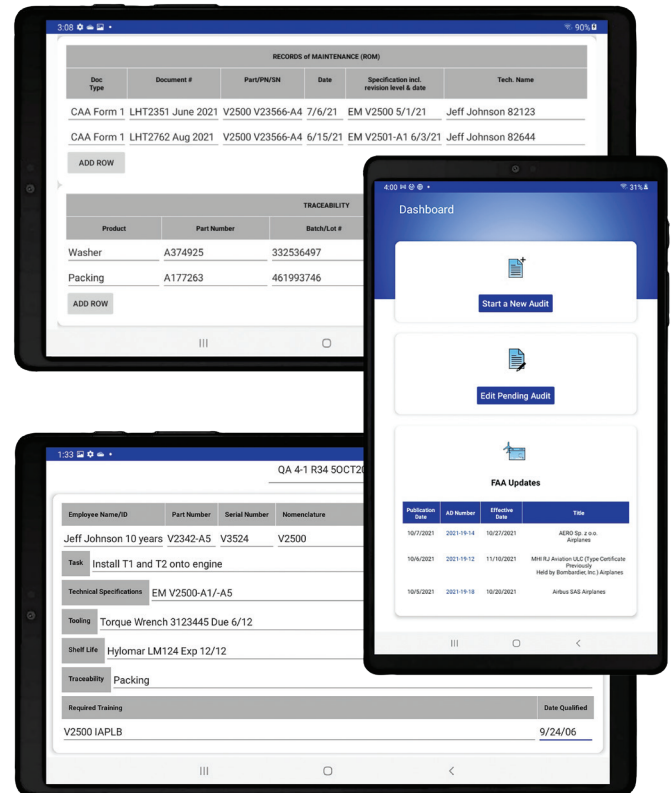 3:08
90%
RECORDS of MAINTENANCE (ROM)
Doc Type Document # Part/PN/SN Date Specification incl. revision level & date Tech. Name
CAA Form 1 LHT2351 June 2021 V2500 V23566-A4 7/6/21 EM V2500 5/1/21 Jeff Johnson 82123
CAA Form 1 LHT2762 Aug 2021 V2500 V23566-A4 6/15/21 EM V2501-A1 6/3/21 Jeff Johnson 82644
ADD ROW
TRACEABILITY
Product Part Number Batch/Lot #
Washer A374925 332536497
Packing A177263 461993746
ADD ROW
4:00
31%
Dashboard
Start a New Audit
Edit Pending Audit
FAA Updates
Publication Date AD Number Effective Date Title
10/7/2021 2021-19-14 10/27/2021 AERO Sp. z o.o.
Airplanes
10/6/2021 2021-19-12 11/10/2021 MHI RJ Aviation ULC (Type Certificate
Previously
Held by Bombardier, Inc.) Airplanes
10/5/2021 2021-19-18 10/20/2021 Airbus SAS Airplanes
1:33
QA 4-1 R34 5OCT20
Employee Name/ID Part Number Serial Number Nomenclature
Jeff Johnson 10 years V2342-A5 V3524 V2500
Task Install T1 and T2 onto engine
Technical Specifications EM V2500-A1/-A5
Tooling Torque Wrench 3123445 Due 6/12
Shelf Life Hylomar LM124 Exp 12/12
Traceability Packing
Required Training Date Qualified
V2500 IAPLB 9/24/06